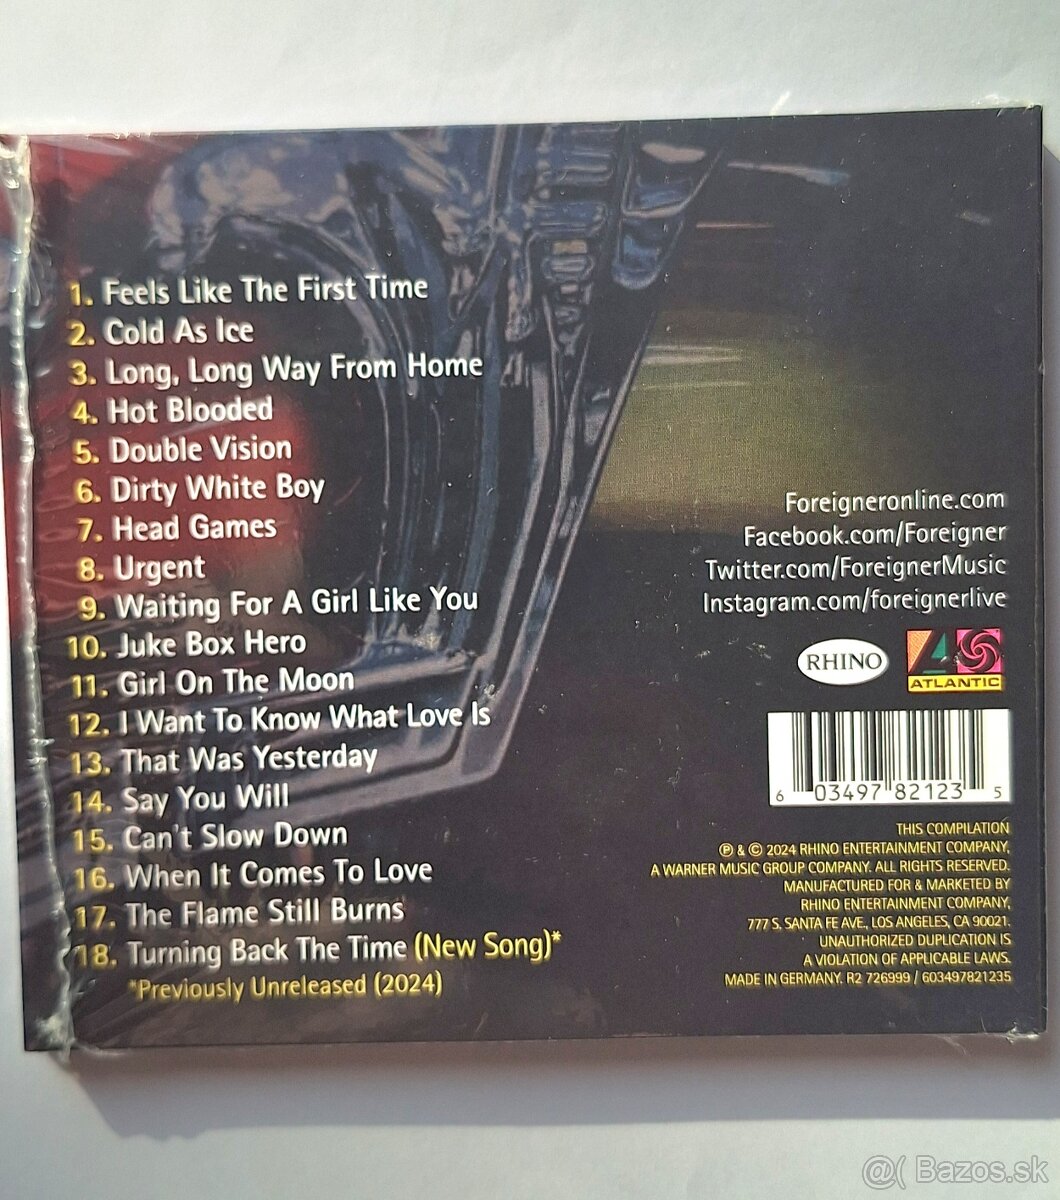 1. Feels Like The First Time
2. Cold As Ice
3. Long, Long Way From Home
4. Hot Blooded
5. Double Vision
6. Dirty White Boy
7. Head Games
8. Urgent
9. Waiting For A Girl Like You
10. Juke Box Hero
11. Girl On The Moon
12. I Want To Know What Love Is
13. That Was Yesterday
14. Say You Will
15. Can't Slow Down
16. When It Comes To Love
17. The Flame Still Burns
18. Turning Back The Time (New Song)*
*Previously Unreleased (2024)
Foreigneronline.com
Facebook.com/Foreigner
Twitter.com/ForeignerMusic
Instagram.com/foreignerlive
RHINO
ATLANTIC
6 03497 82123 5
THIS COMPILATION
℗ & © 2024 RHINO ENTERTAINMENT COMPANY,
A WARNER MUSIC GROUP COMPANY. ALL RIGHTS RESERVED.
MANUFACTURED FOR & MARKETED BY
RHINO ENTERTAINMENT COMPANY,
777 S. SANTA FE AVE., LOS ANGELES, CA 90021.
UNAUTHORIZED DUPLICATION IS
A VIOLATION OF APPLICABLE LAWS.
MADE IN GERMANY. R2 726999 / 603497821235
@( Bazos.sk